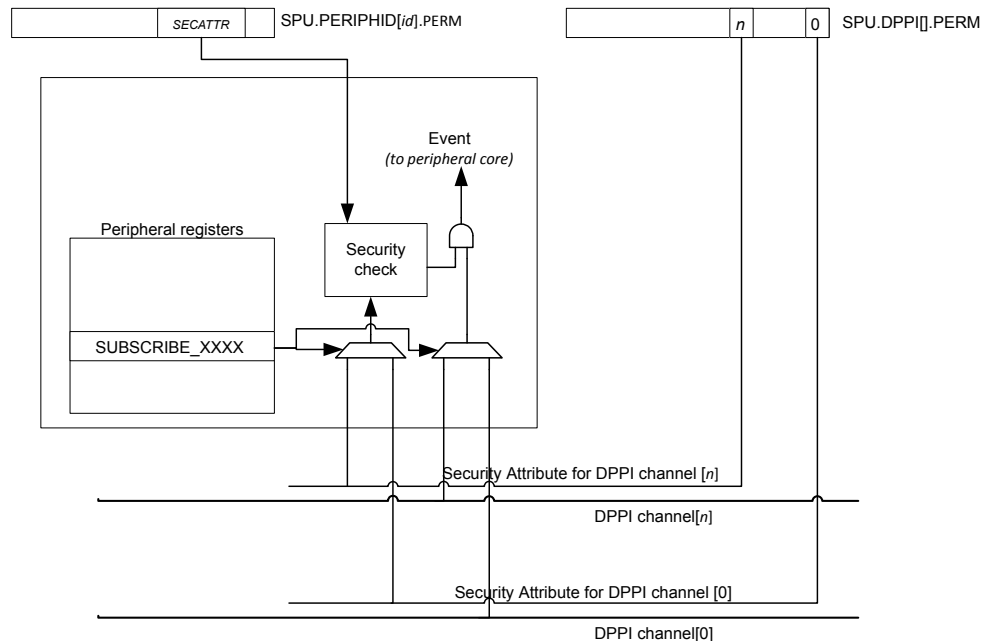 SECATTR
SPU.PERIPHID[id].PERM
n
0
SPU.DPPI[].PERM
Event
(to peripheral core)
Peripheral registers
Security
check
SUBSCRIBE_XXXX
Security Attribute for DPPI channel [n]
DPPI channel[n]
Security Attribute for DPPI channel [0]
DPPI channel[0]